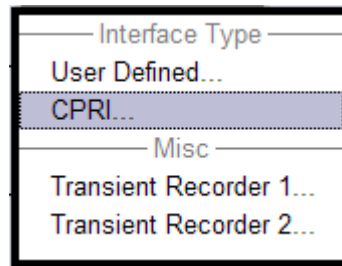 Interface Type
User Defined...
CPRI...
Misc
Transient Recorder 1...
Transient Recorder 2...